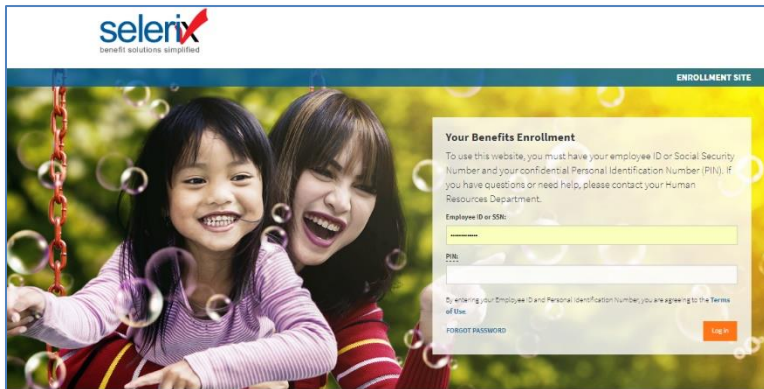 selerix
benefit solutions simplified
ENROLLMENT SITE
Your Benefits Enrollment
To use this website, you must have your employee ID or Social Security
Number and your confidential Personal Identification Number (PIN). If
you have questions or need help, please contact your Human
Resources Department.
Employee ID or SSN:
PIN:
By entering your Employee ID and Personal Identification Number, you are agreeing to the Terms
of Use.
FORGOT PASSWORD
Log In